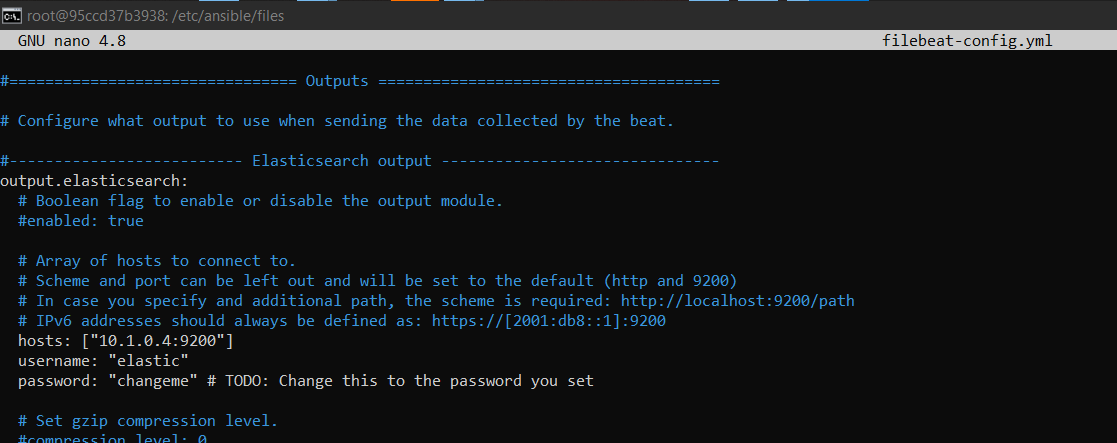 root@95ccd37b3938: /etc/ansible/files
GNU nano 4.8 filebeat-config.yml
#================================ Outputs ======================================
# Configure what output to use when sending the data collected by the beat.
#-------------------------- Elasticsearch output -------------------------------
output.elasticsearch:
# Boolean flag to enable or disable the output module.
#enabled: true
# Array of hosts to connect to.
# Scheme and port can be left out and will be set to the default (http and 9200)
# In case you specify and additional path, the scheme is required: http://localhost:9200/path
# IPv6 addresses should always be defined as: https://[2001:db8::1]:9200
hosts: ["10.1.0.4:9200"]
username: "elastic"
password: "changeme" # TODO: Change this to the password you set
# Set gzip compression level.
#compression level: 0